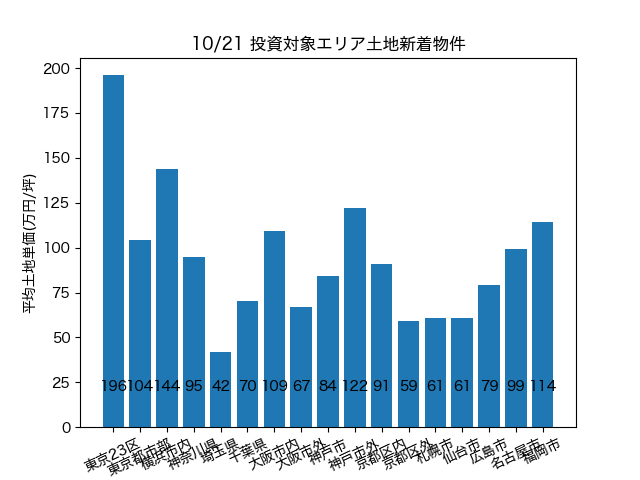 10/21 投資対象エリア土地新着物件
平均土地単価(万円/坪)
200
175
150
125
100
75
50
25
0
196 104 144 95 42 70 109 67 84 122 91 59 61 61 79 99 114
東京23区 東京都市部 横浜市内 神奈川県 埼玉県 千葉県 大阪市内 大阪市外 神戸市 神戸市外 京都区内 京都区外 札幌市 仙台市 広島市 名古屋市 福岡市